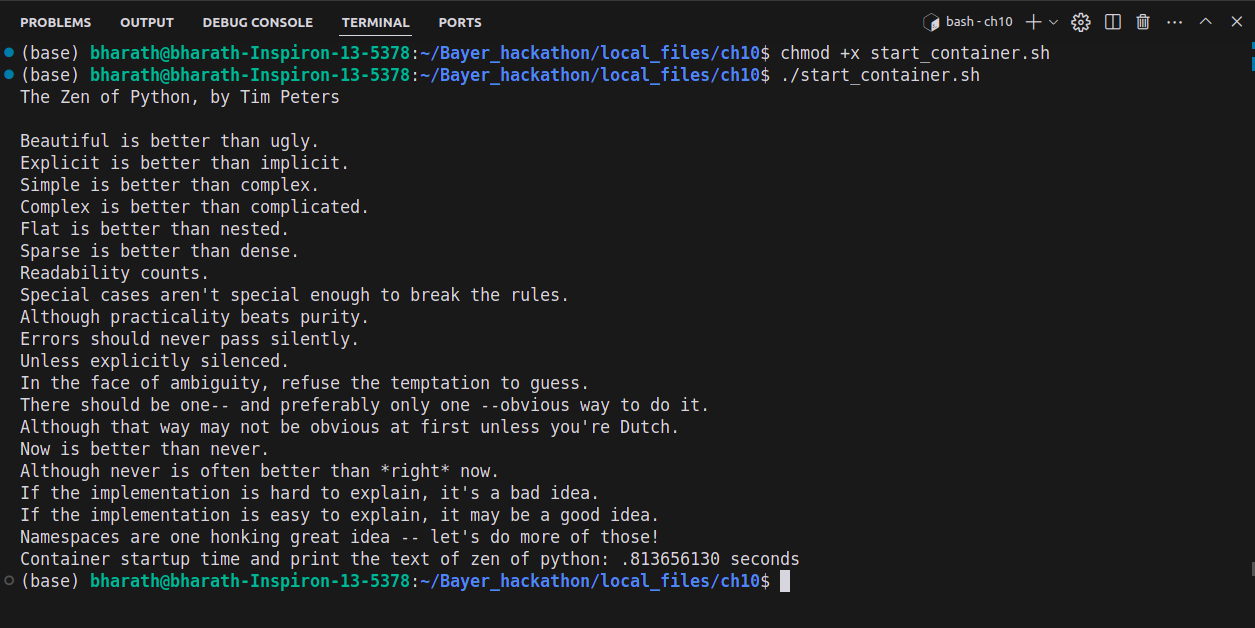 PROBLEMS OUTPUT DEBUG CONSOLE TERMINAL PORTS bash - ch10
(base) bharath@bharath-Inspiron-13-5378:~/Bayer_hackathon/local_files/ch10$ chmod +x start_container.sh
(base) bharath@bharath-Inspiron-13-5378:~/Bayer_hackathon/local_files/ch10$ ./start_container.sh
The Zen of Python, by Tim Peters
Beautiful is better than ugly.
Explicit is better than implicit.
Simple is better than complex.
Complex is better than complicated.
Flat is better than nested.
Sparse is better than dense.
Readability counts.
Special cases aren't special enough to break the rules.
Although practicality beats purity.
Errors should never pass silently.
Unless explicitly silenced.
In the face of ambiguity, refuse the temptation to guess.
There should be one-- and preferably only one --obvious way to do it.
Although that way may not be obvious at first unless you're Dutch.
Now is better than never.
Although never is often better than *right* now.
If the implementation is hard to explain, it's a bad idea.
If the implementation is easy to explain, it may be a good idea.
Namespaces are one honking great idea -- let's do more of those!
Container startup time and print the text of zen of python: .813656130 seconds
(base) bharath@bharath-Inspiron-13-5378:~/Bayer_hackathon/local_files/ch10$